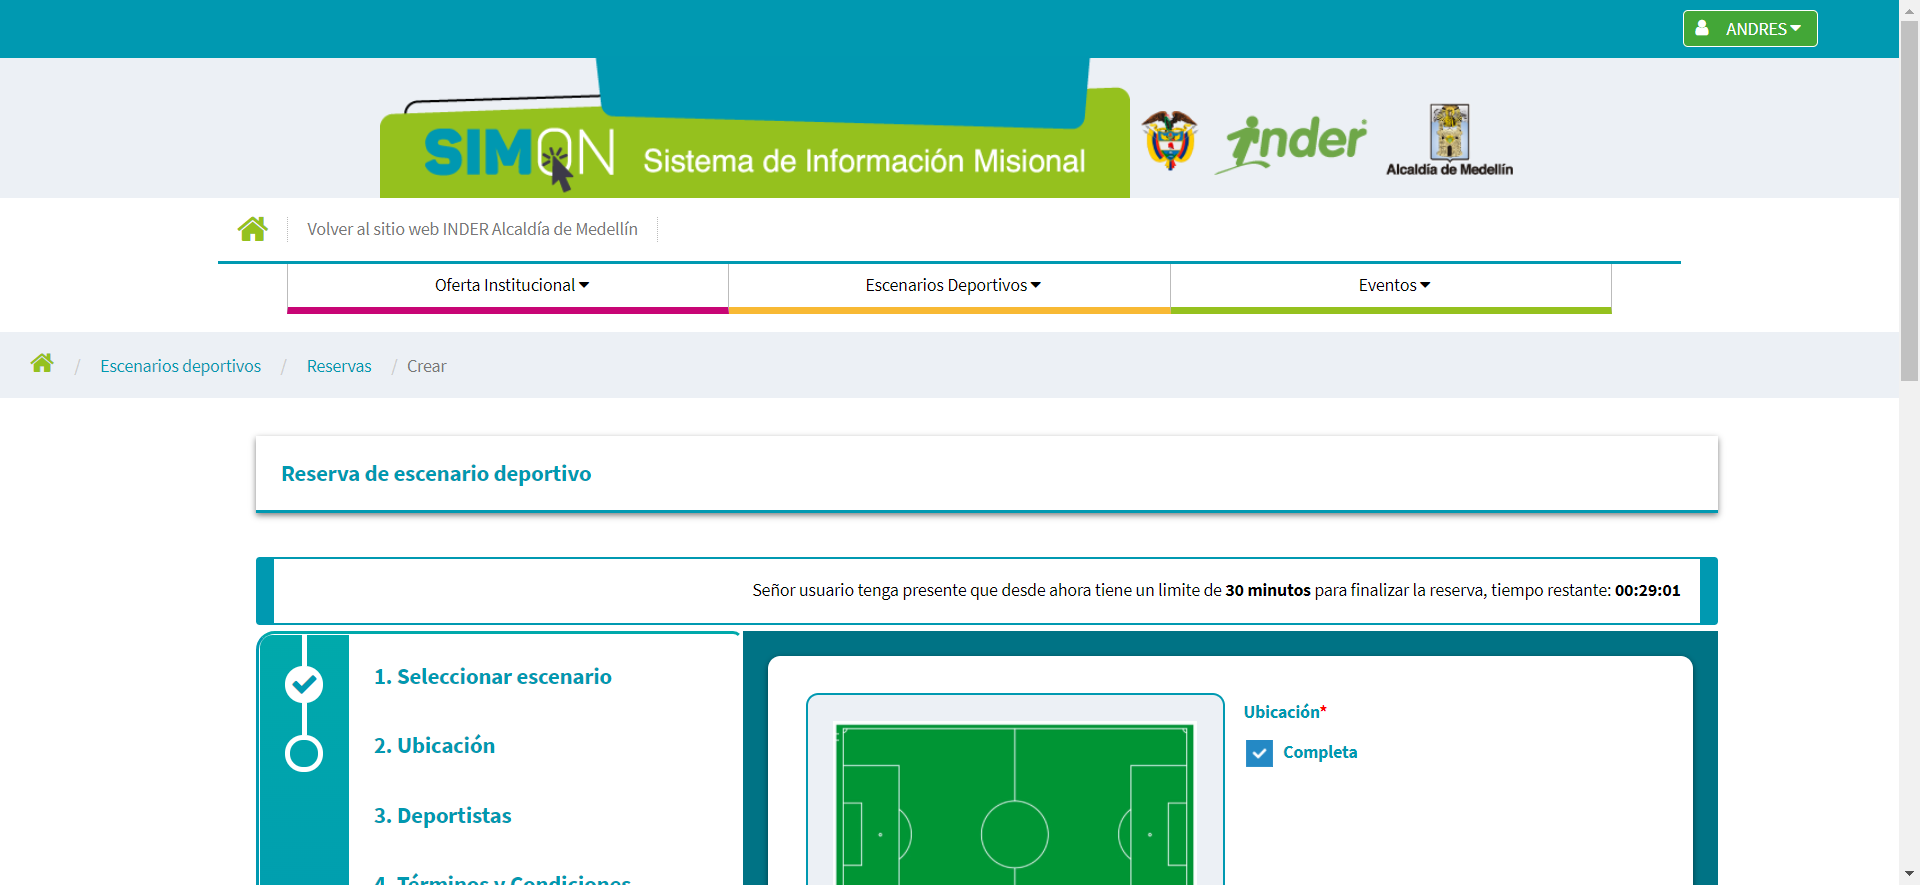 ANDRES
SIMON Sistema de Información Misional
inder
Alcaldía de Medellín
Volver al sitio web INDER Alcaldía de Medellín
Oferta Institucional
Escenarios Deportivos
Eventos
/ Escenarios deportivos / Reservas / Crear
Reserva de escenario deportivo
Señor usuario tenga presente que desde ahora tiene un limite de 30 minutos para finalizar la reserva, tiempo restante: 00:29:01
1. Seleccionar escenario
2. Ubicación
3. Deportistas
4. Términos y Condiciones
Ubicación*
Completa